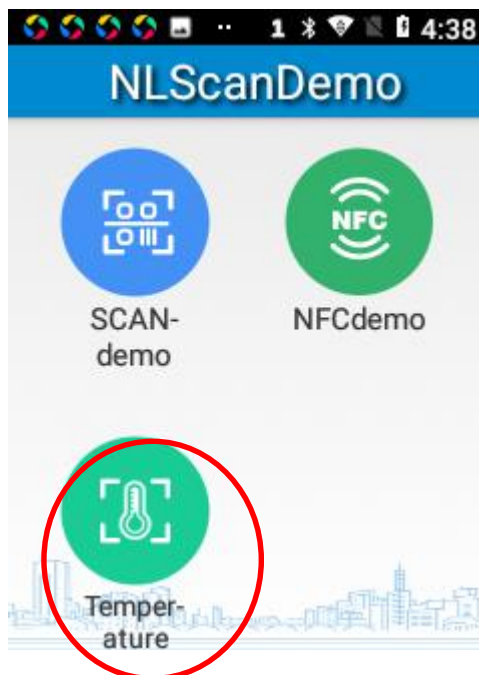 1 4:38
NLScanDemo
NFC
SCAN-
demo
NFCdemo
Temper-
ature